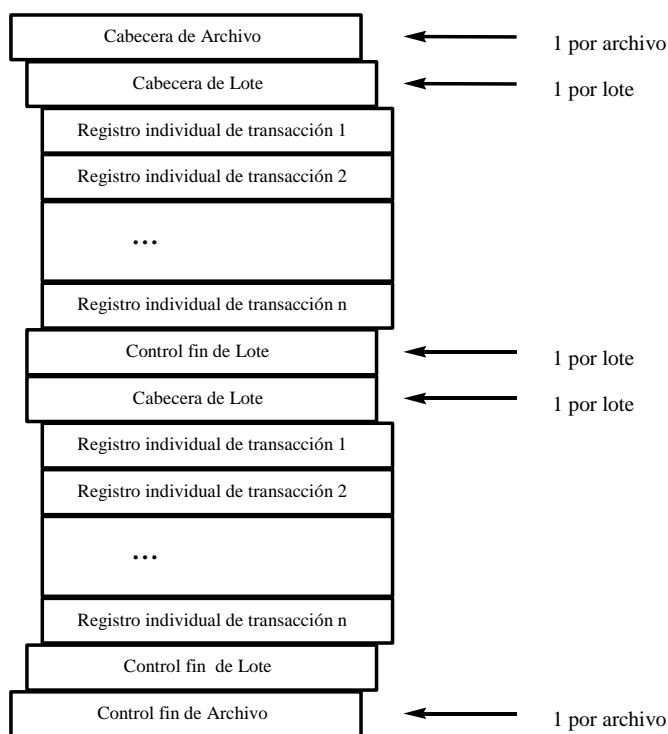 Cabecera de Archivo
1 por archivo
Cabecera de Lote
1 por lote
Registro individual de transacción 1
Registro individual de transacción 2
...
Registro individual de transacción n
Control fin de Lote
1 por lote
Cabecera de Lote
1 por lote
Registro individual de transacción 1
Registro individual de transacción 2
...
Registro individual de transacción n
Control fin de Lote
Control fin de Archivo
1 por archivo